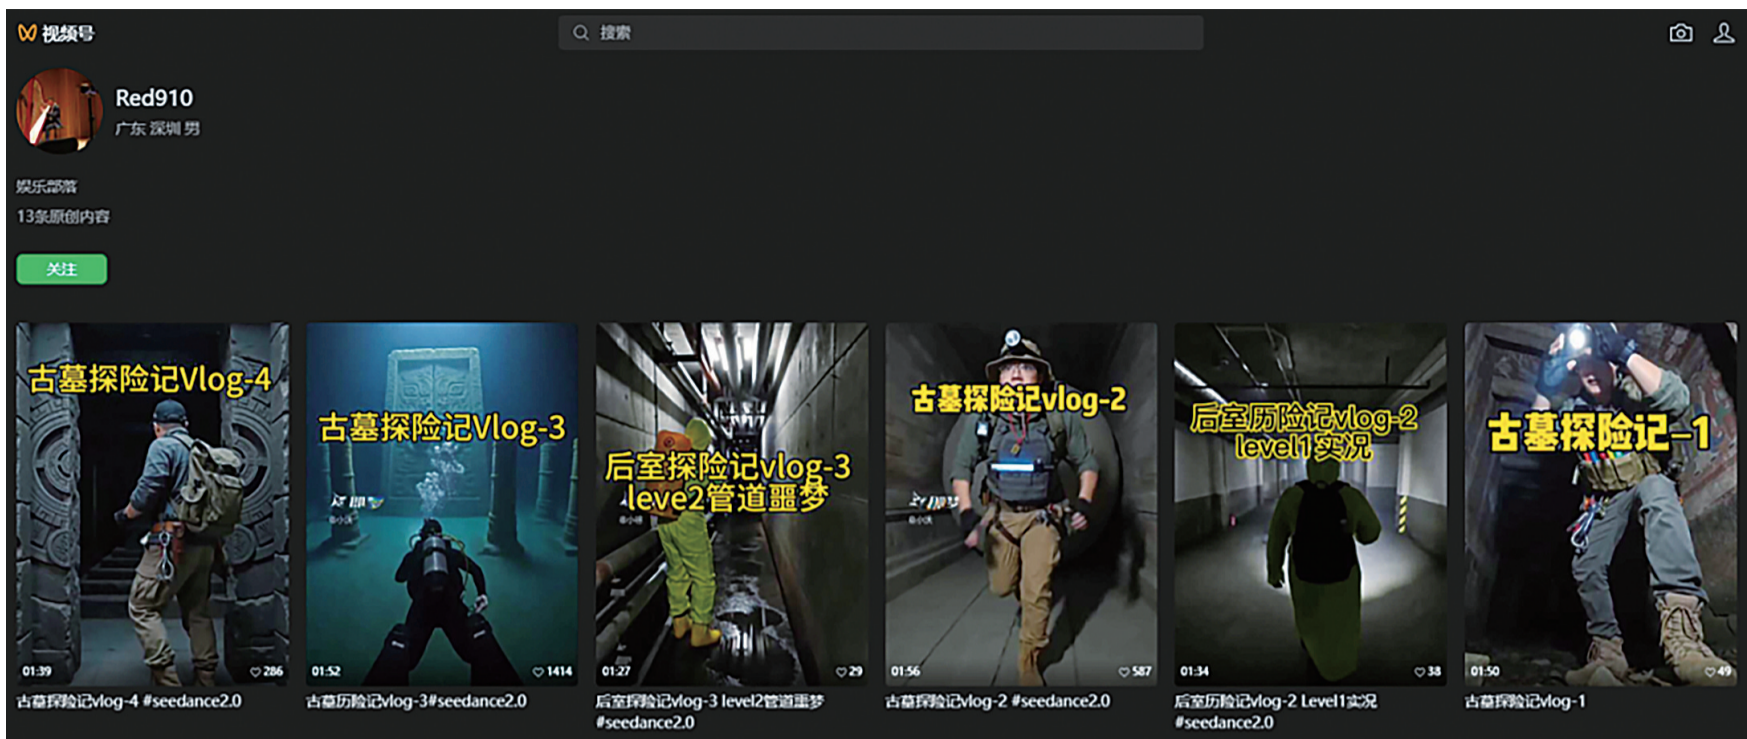 视频号
搜索
Red910
广东 深圳 男
娱乐部落
13条原创内容
关注
古墓探险记Vlog-4
01:39
286
古墓探险记vlog-4 #seedance2.0
古墓探险记Vlog-3
01:52
1414
古墓历险记vlog-3#seedance2.0
后室探险记vlog-3
leve2管道噩梦
01:27
29
后室探险记vlog-3 level2管道噩梦
#seedance2.0
古墓探险记vlog-2
01:56
587
古墓探险记vlog-2 #seedance2.0
后室历险记vlog-2
level1实况
01:34
38
后室历险记vlog-2 Level1实况
#seedance2.0
古墓探险记-1
01:50
49
古墓探险记vlog-1